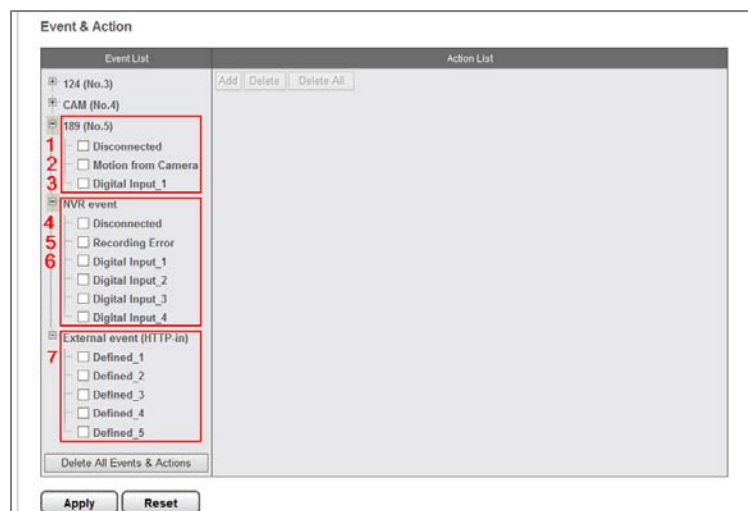 Event & Action
Event List Action List
124 (No.3) Add Delete Delete All
CAM (No.4)
189 (No.5)
1 Disconnected
2 Motion from Camera
3 Digital Input_1
NVR event
4 Disconnected
5 Recording Error
6 Digital Input_1
Digital Input_2
Digital Input_3
Digital Input_4
External event (HTTP-in)
7 Defined_1
Defined_2
Defined_3
Defined_4
Defined_5
Delete All Events & Actions
Apply Reset